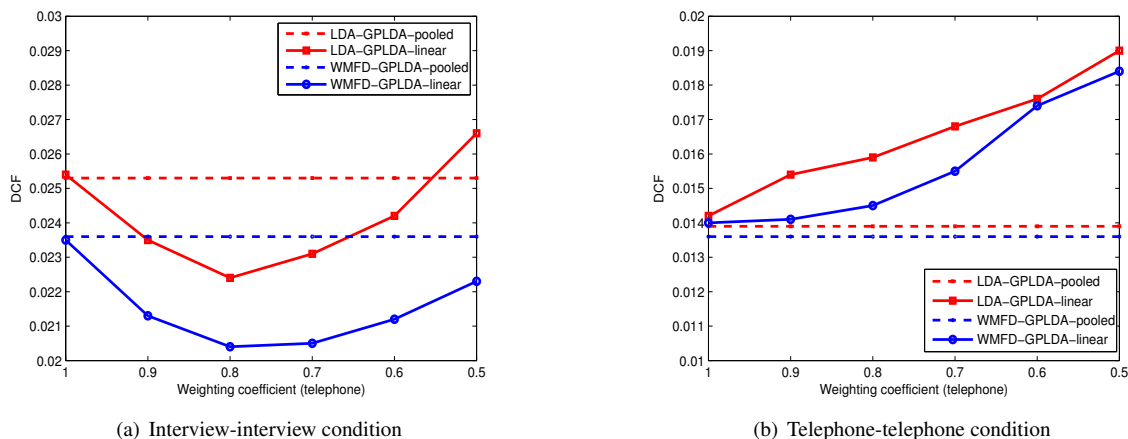 0.03
0.029
0.028
0.027
0.026
0.025
0.024
0.023
0.022
0.021
0.02
DCF
LDA−GPLDA−pooled
LDA−GPLDA−linear
WMFD−GPLDA−pooled
WMFD−GPLDA−linear
1 0.9 0.8 0.7 0.6 0.5
Weighting coefficient (telephone)
(a) Interview-interview condition
0.02
0.019
0.018
0.017
0.016
0.015
0.014
0.013
0.012
0.011
0.01
DCF
LDA−GPLDA−pooled
LDA−GPLDA−linear
WMFD−GPLDA−pooled
WMFD−GPLDA−linear
1 0.9 0.8 0.7 0.6 0.5
Weighting coefficient (telephone)
(b) Telephone-telephone condition